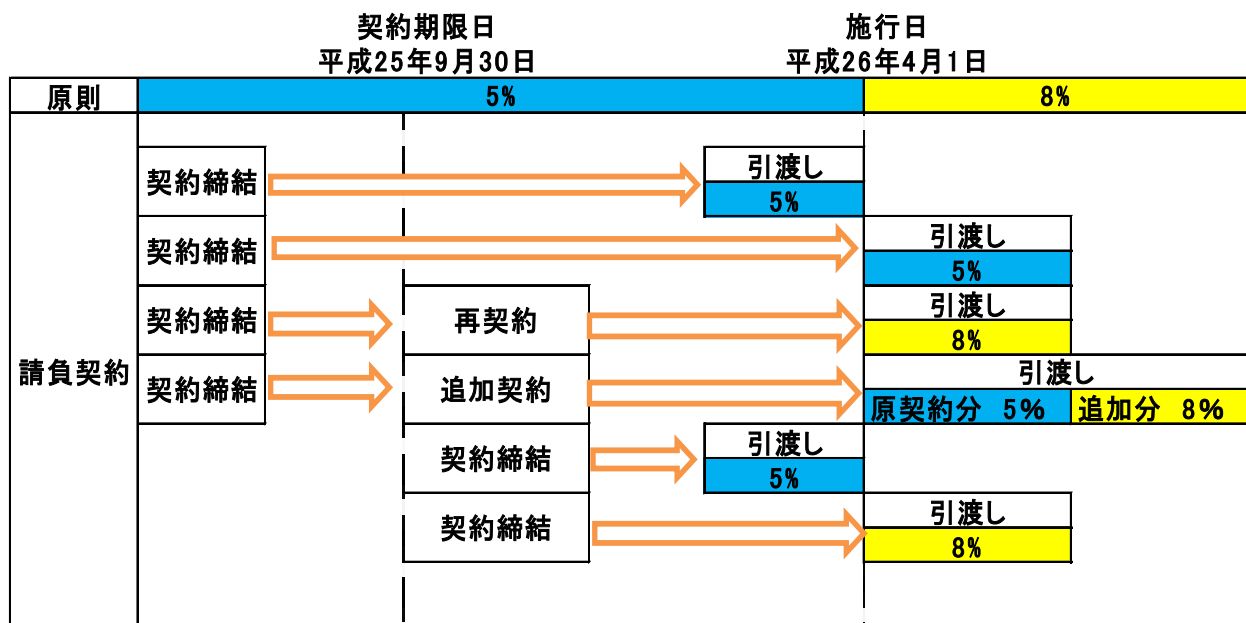 契約期限日
平成25年9月30日
施行日
平成26年4月1日
原則
5%
8%
請負契約
契約締結
引渡し
5%
契約締結
引渡し
5%
契約締結
再契約
引渡し
8%
契約締結
追加契約
引渡し
原契約分 5%
追加分 8%
契約締結
引渡し
5%
契約締結
引渡し
8%